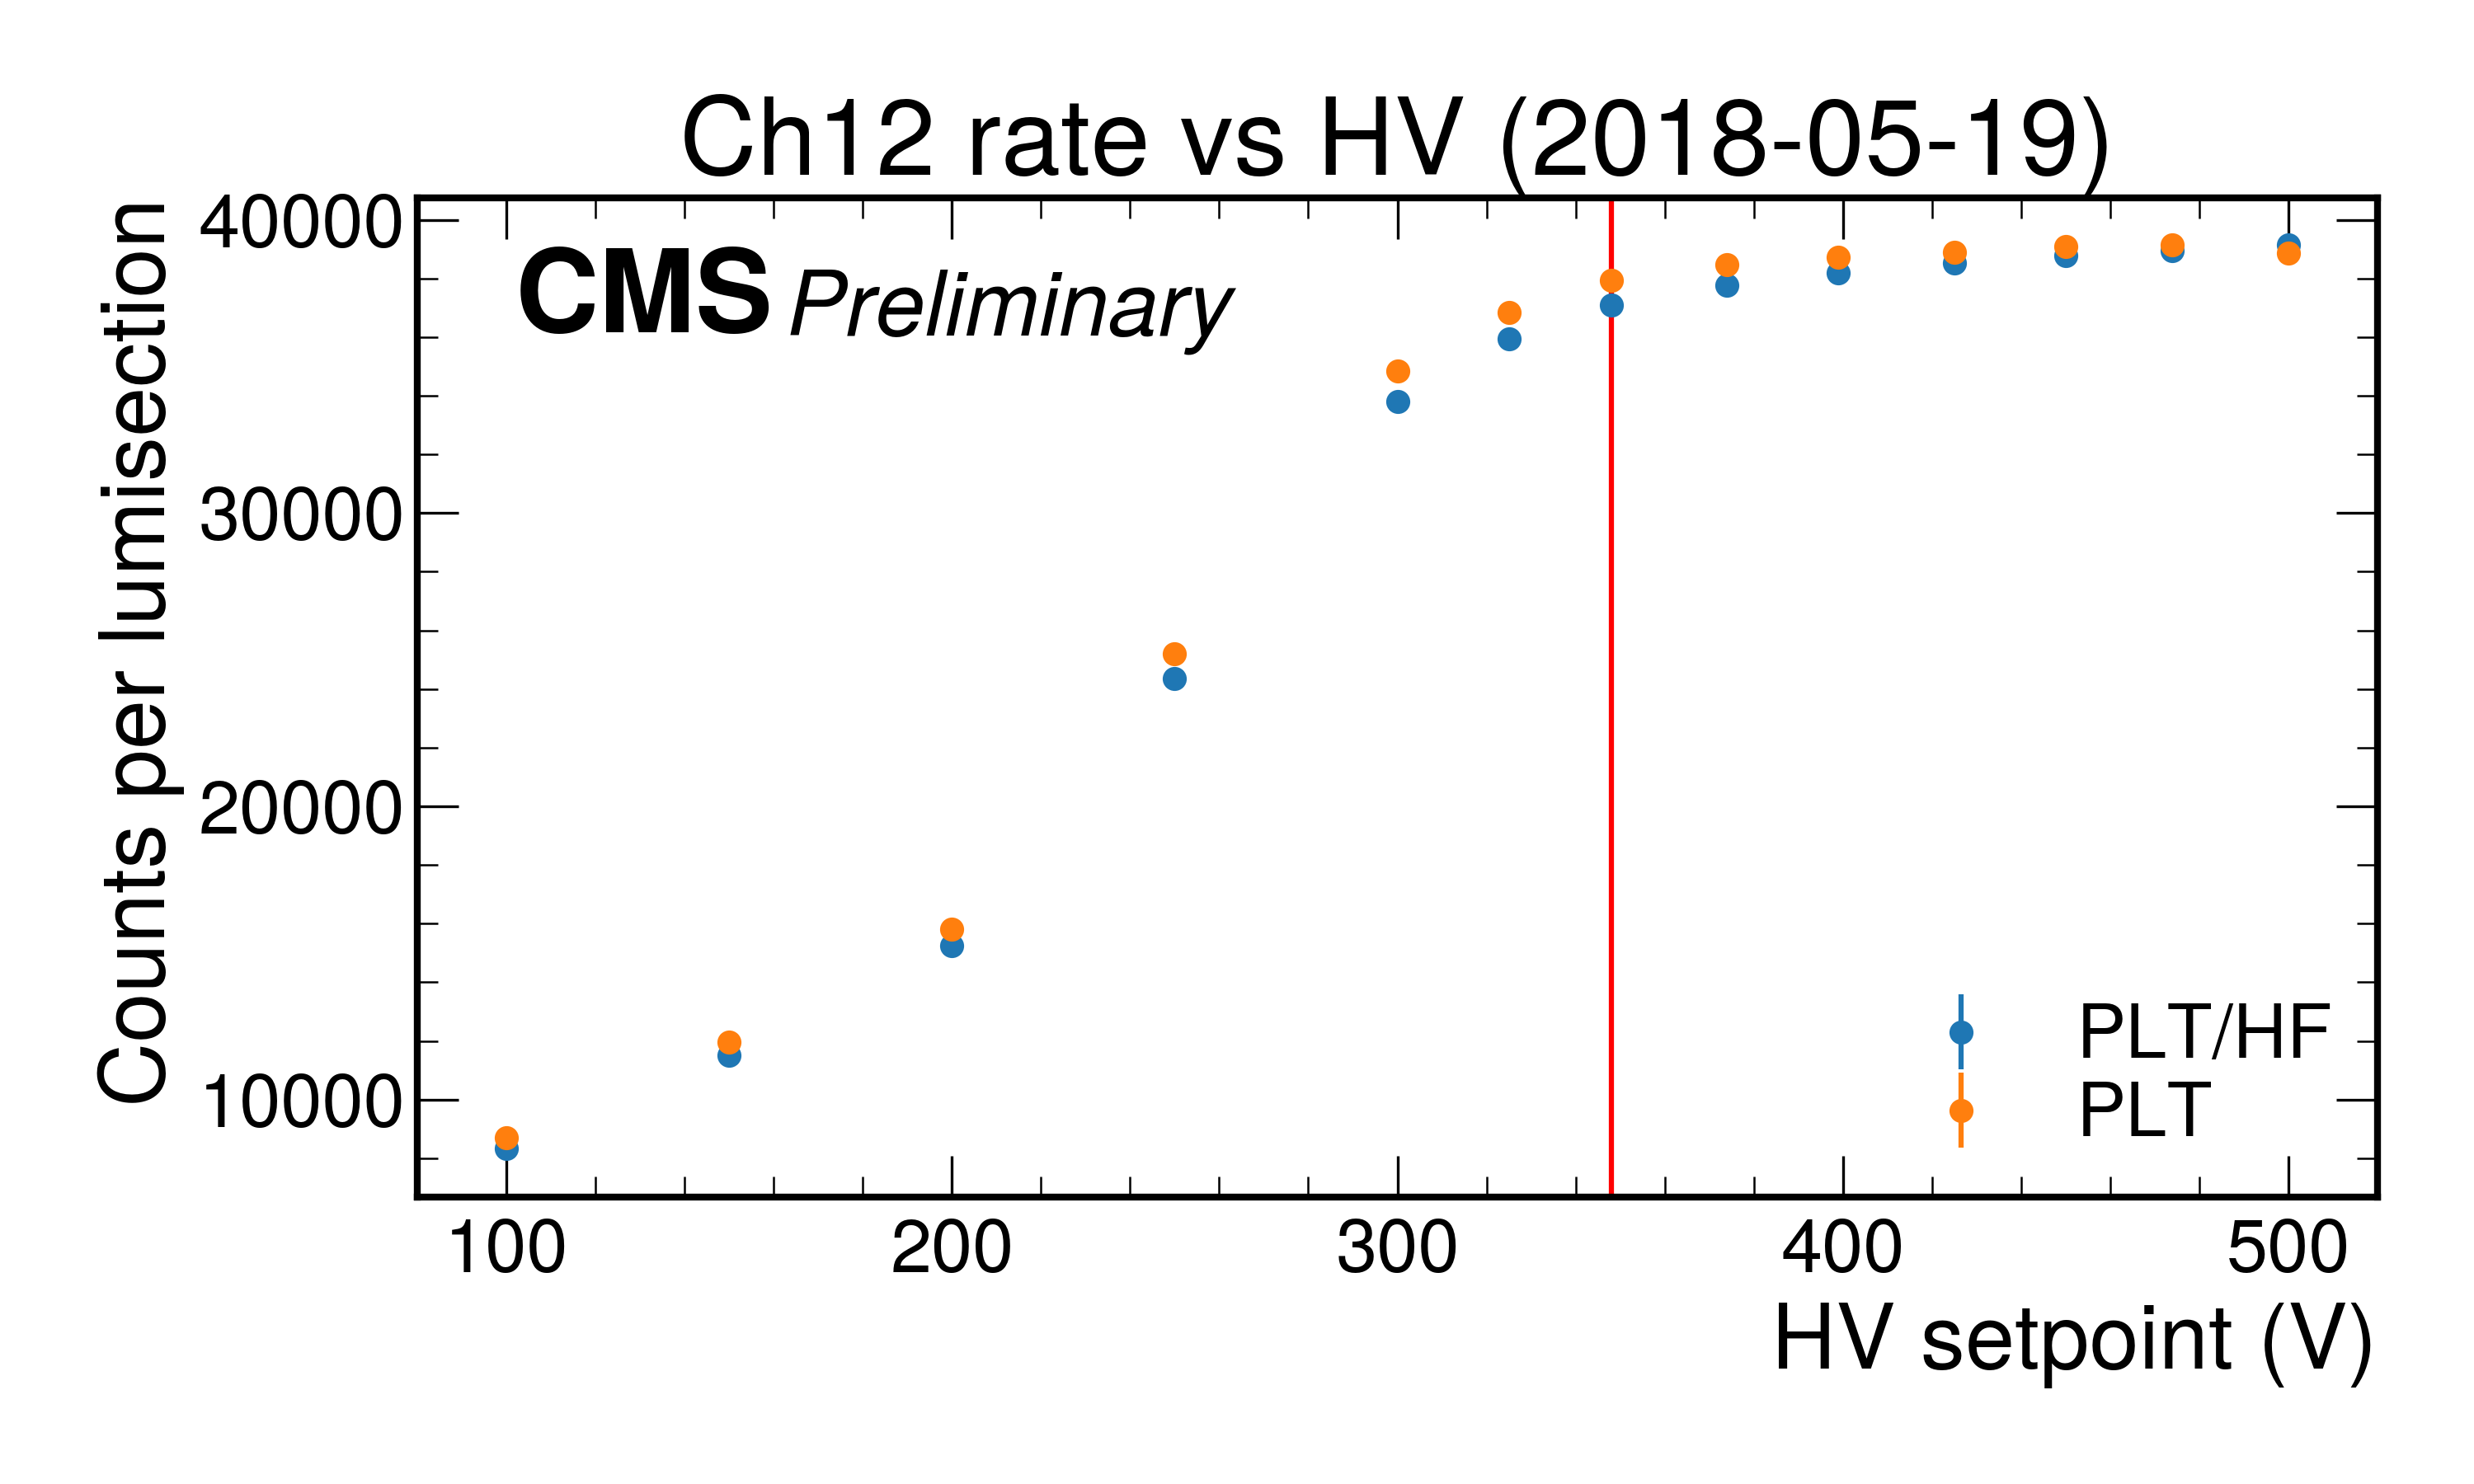 Ch12 rate vs HV (2018-05-19)
CMS Preliminary
Counts per lumisection
40000
30000
20000
10000
PLT/HF
PLT
100 200 300 400 500
HV setpoint (V)